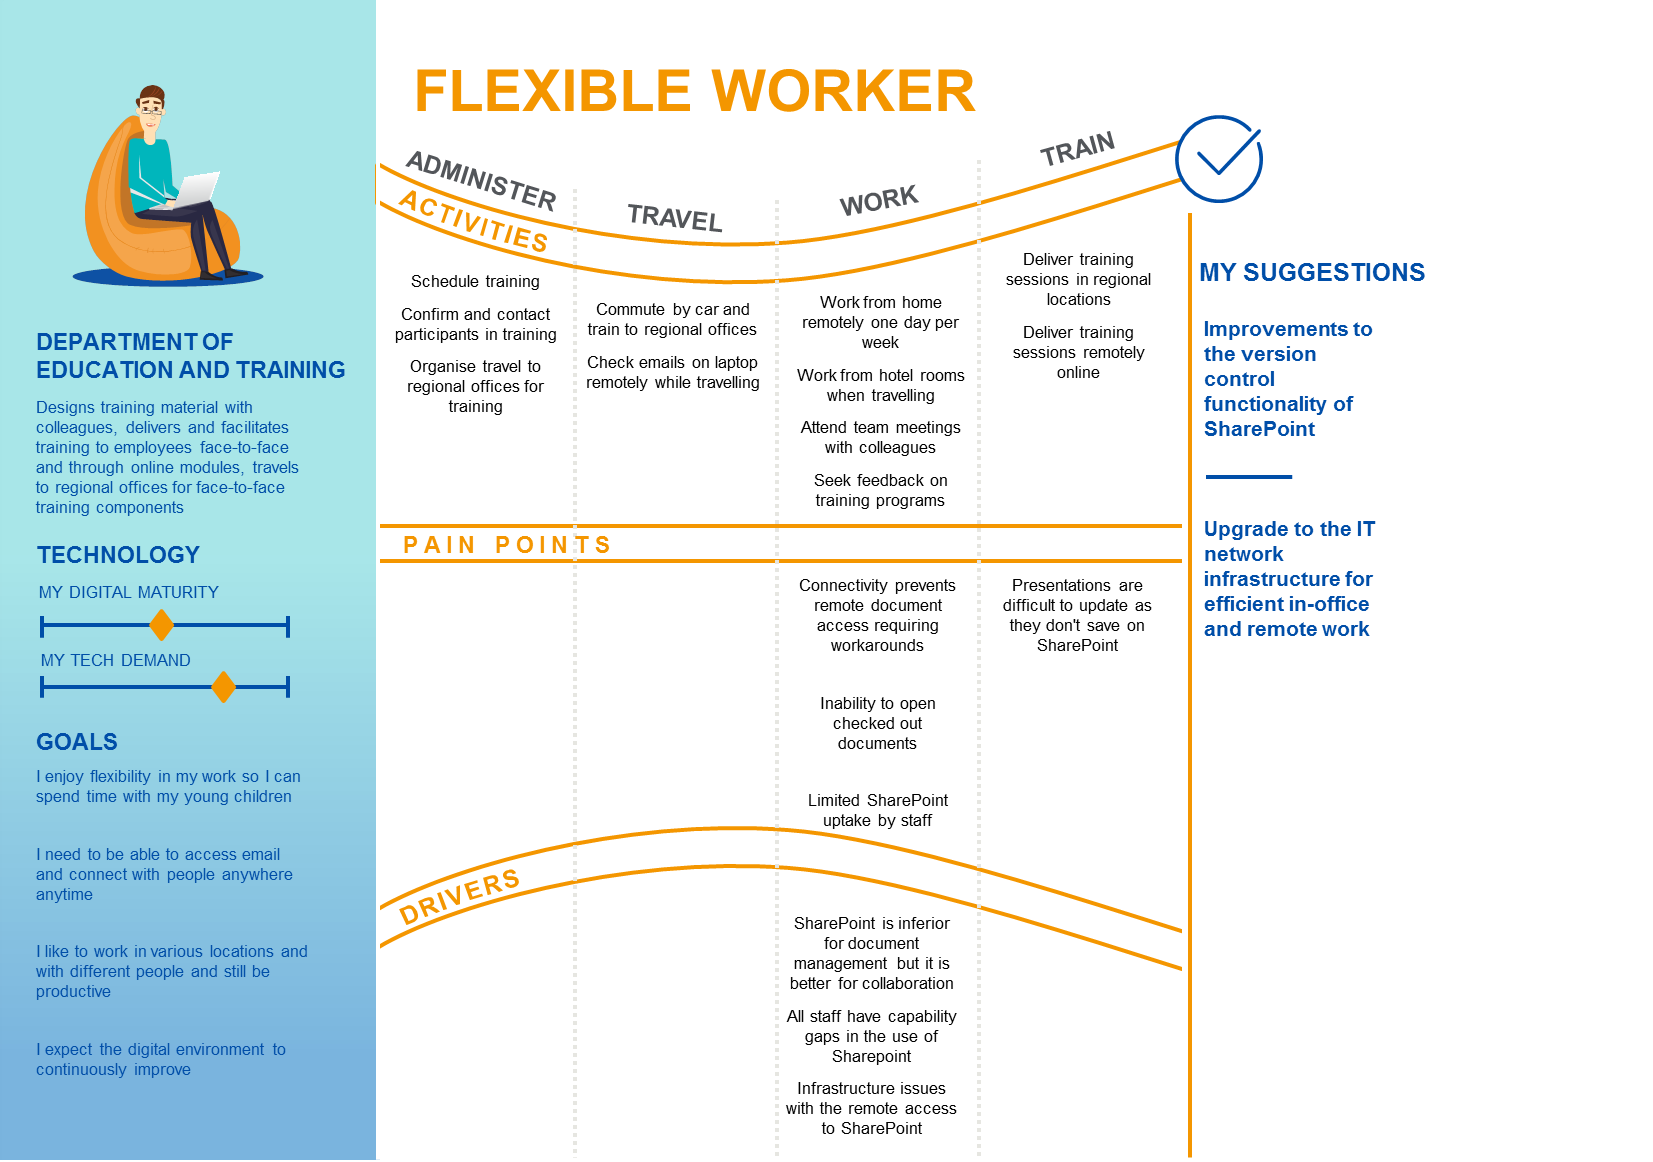 FLEXIBLE WORKER
DEPARTMENT OF
EDUCATION AND TRAINING
Designs training material with
colleagues, delivers and facilitates
training to employees face-to-face
and through online modules, travels
to regional offices for face-to-face
training components
TECHNOLOGY
MY DIGITAL MATURITY
MY TECH DEMAND
GOALS
I enjoy flexibility in my work so I can
spend time with my young children
I need to be able to access email
and connect with people anywhere
anytime
I like to work in various locations and
with different people and still be
productive
I expect the digital environment to
continuously improve
ADMINISTER
TRAVEL
WORK
TRAIN
ACTIVITIES
Schedule training
Confirm and contact
participants in training
Organise travel to
regional offices for
training
Commute by car and
train to regional offices
Check emails on laptop
remotely while travelling
Work from home
remotely one day per
week
Work from hotel rooms
when travelling
Attend team meetings
with colleagues
Seek feedback on
training programs
Deliver training
sessions in regional
locations
Deliver training
sessions remotely
online
PAIN POINTS
Connectivity prevents
remote document
access requiring
workarounds
Inability to open
checked out
documents
Limited SharePoint
uptake by staff
Presentations are
difficult to update as
they don't save on
SharePoint
DRIVERS
SharePoint is inferior
for document
management but it is
better for collaboration
All staff have capability
gaps in the use of
Sharepoint
Infrastructure issues
with the remote access
to SharePoint
MY SUGGESTIONS
Improvements to
the version
control
functionality of
SharePoint
Upgrade to the IT
network
infrastructure for
efficient in-office
and remote work